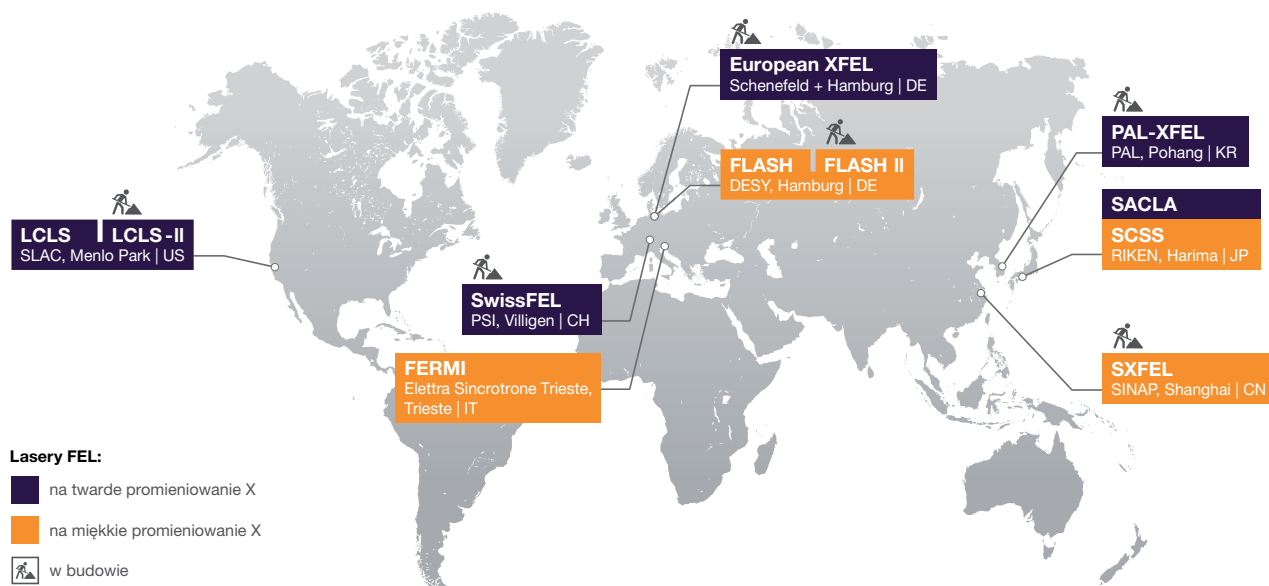 European XFEL
Schenefeld + Hamburg | DE
PAL-XFEL
PAL, Pohang | KR
FLASH FLASH II
DESY, Hamburg | DE
SACLA
SCSS
RIKEN, Harima | JP
LCLS LCLS-II
SLAC, Menlo Park | US
SwissFEL
PSI, Villigen | CH
FERMI
Elettra Sincrotrone Trieste,
Trieste | IT
SXFEL
SINAP, Shanghai | CN
Lasery FEL:
na twarde promieniowanie X
na miękkie promieniowanie X
w budowie